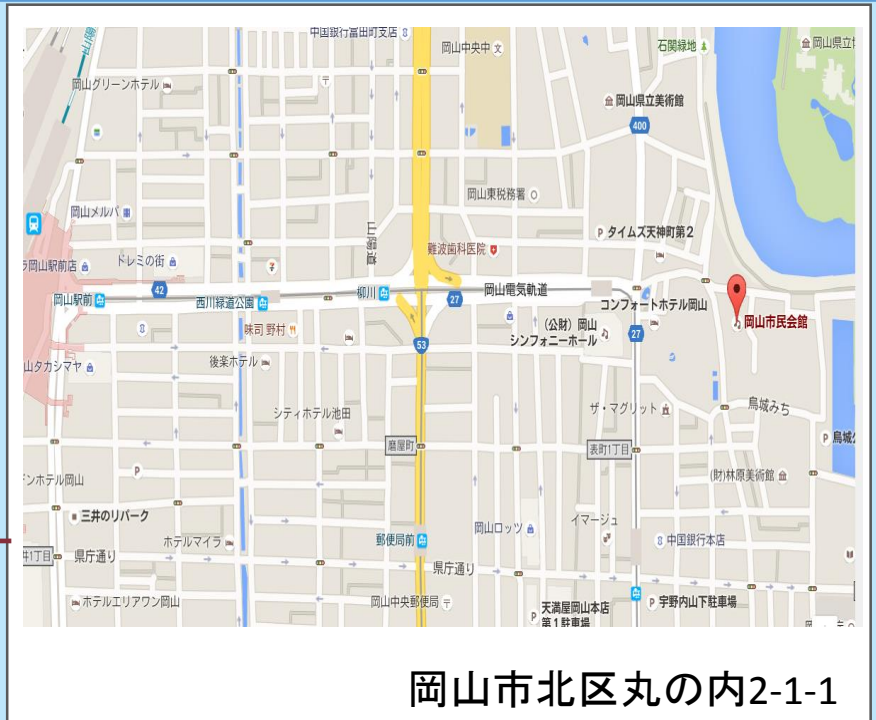 山陽
中国銀行富田町支店
岡山中央中
石関緑地
岡山県立
岡山グリーンホテル
岡山県立美術館
400
岡山東税務署
岡山メルパ
タイムズ天神町第2
山陽道
難波歯科医院
岡山駅前店
ドレミの街
42
岡山電気軌道
岡山駅前
西川緑道公園
柳川
27
コンフォートホテル岡山
味司 野村
(公財)岡山
シンフォニーホール
27
岡山市民会館
53
山タカシマヤ
後楽ホテル
シティホテル池田
ザ・マグリット
烏城みち
磨屋町
表町1丁目
P
烏城公
ンホテル岡山
P
(財)林原美術館
三井のリパーク
岡山ロッツ
イマージュ
ホテルマイラ
郵便局前
中国銀行本店
1丁目
県庁通り
県庁通り
ホテルエリアワン岡山
岡山中央郵便局
天満屋岡山本店
第1駐車場
P 宇野内山下駐車場
岡山市北区丸の内2-1-1